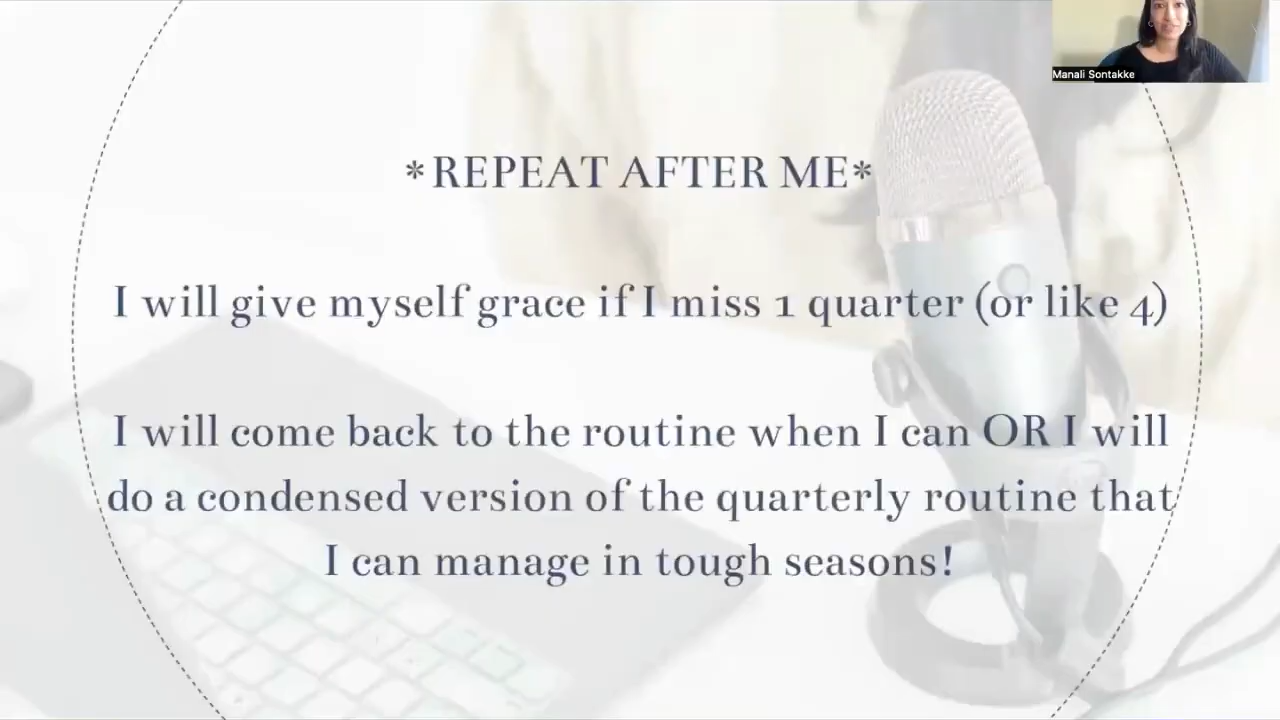 Manali Sontakke
*REPEAT AFTER ME*
I will give myself grace if I miss 1 quarter (or like 4)
I will come back to the routine when I can OR I will
do a condensed version of the quarterly routine that
I can manage in tough seasons!